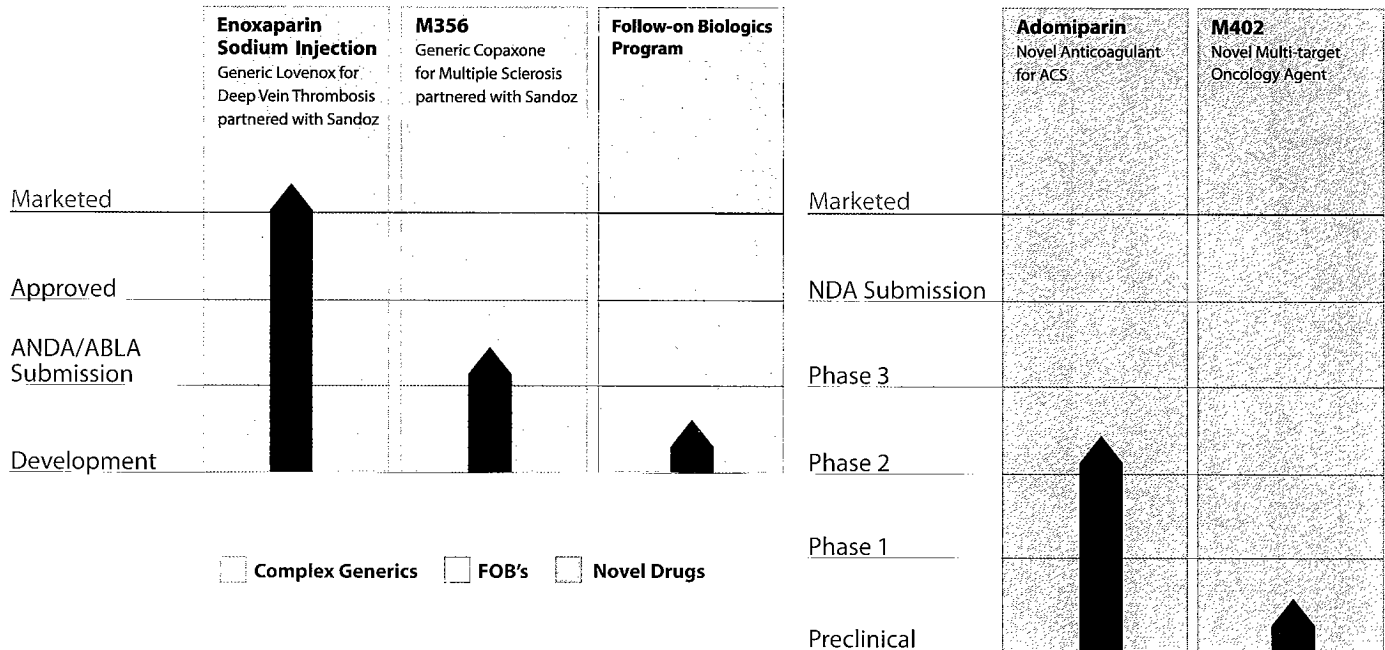 Enoxaparin
Sodium Injection
Generic Lovenox for
Deep Vein Thrombosis
partnered with Sandoz
M356
Generic Copaxone
for Multiple Sclerosis
partnered with Sandoz
Follow-on Biologics
Program
Marketed
Approved
ANDA/ABLA
Submission
Development
Complex Generics
FOB's
Novel Drugs
Adomiparin
Novel Anticoagulant
for ACS
M402
Novel Multi-target
Oncology Agent
Marketed
NDA Submission
Phase 3
Phase 2
Phase 1
Preclinical